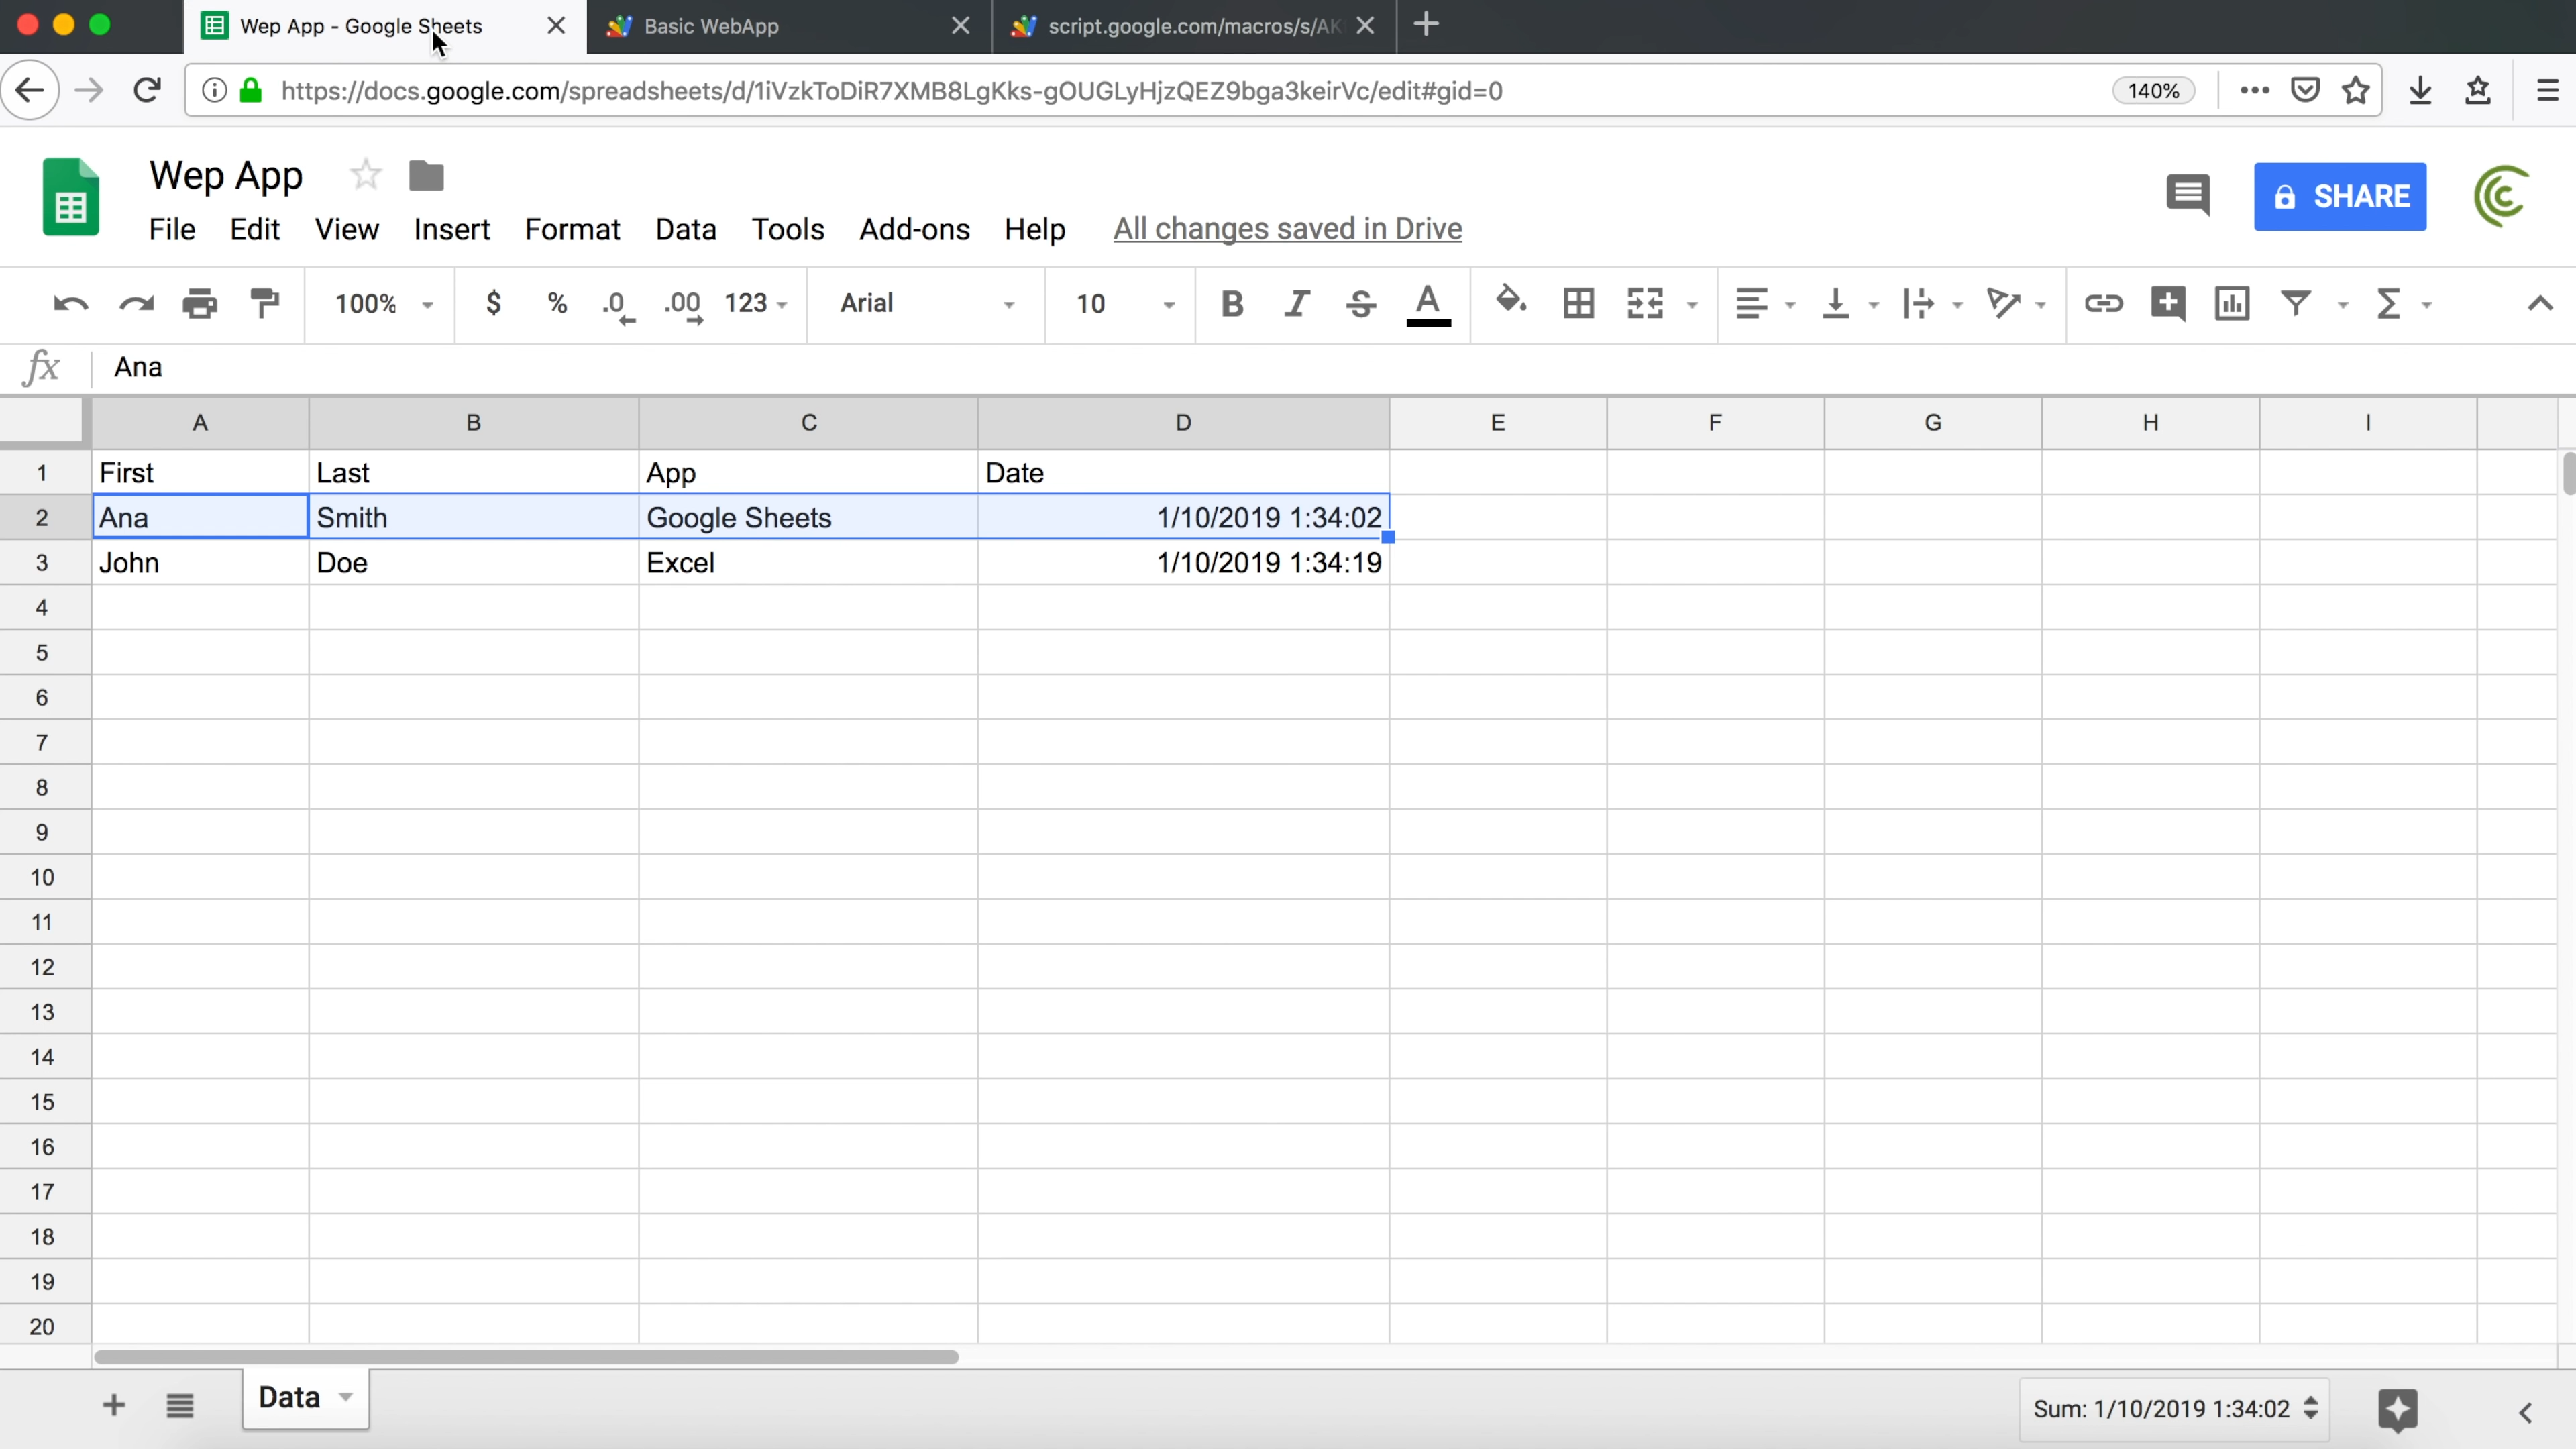 Wep App - Google Sheets
Basic WebApp
script.google.com/macros/s/AK
https://docs.google.com/spreadsheets/d/1iVzkToDiR7XMB8LgKks-gOUGLyHjzQEZ9bga3keirVc/edit#gid=0
140%
Wep App
SHARE
File Edit View Insert Format Data Tools Add-ons Help All changes saved in Drive
100% $ % .0 .00 123 Arial 10 B I S A
fx Ana
A B C D E F G H I
1 First Last App Date
2 Ana Smith Google Sheets 1/10/2019 1:34:02
3 John Doe Excel 1/10/2019 1:34:19
4
5
6
7
8
9
10
11
12
13
14
15
16
17
18
19
20
Data
Sum: 1/10/2019 1:34:02